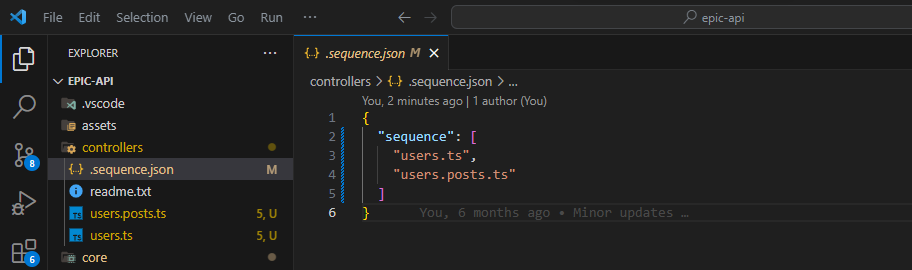 File Edit Selection View Go Run ... epic-api
EXPLORER ...
EPIC-API
.vscode
assets
controllers
.sequence.json M
readme.txt
users.posts.ts 5, U
users.ts 5, U
core
8
6
.sequence.json M
controllers > .sequence.json > ...
You, 2 minutes ago | 1 author (You)
1 {
2 "sequence": [
3 "users.ts",
4 "users.posts.ts"
5 ]
6 } You, 6 months ago • Minor updates ...